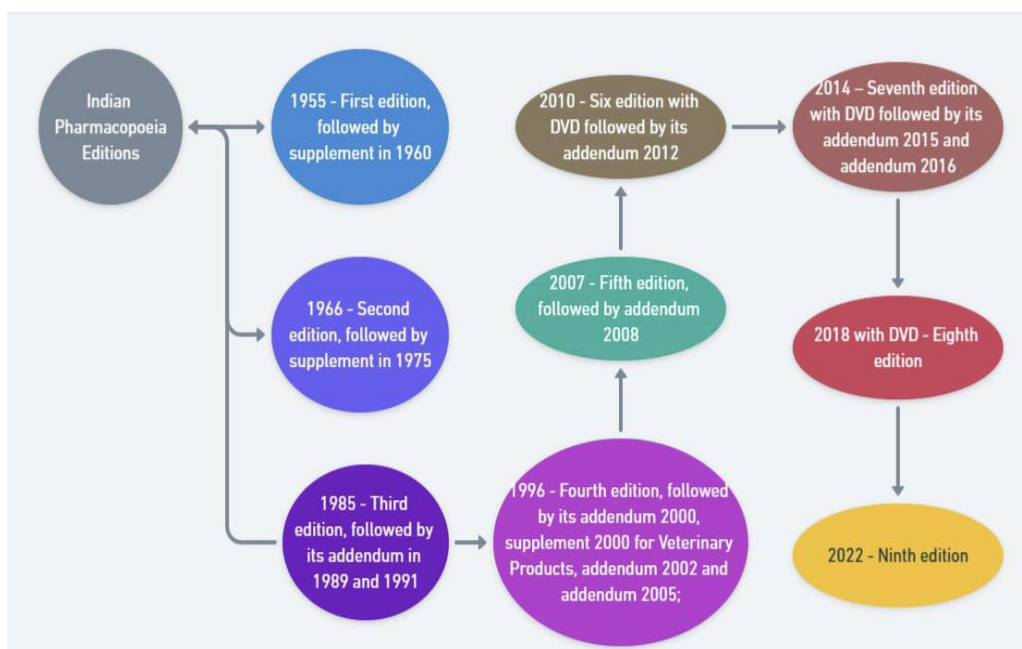 Indian
Pharmacopoeia
Editions
1955 - First edition,
followed by
supplement in 1960
1966 - Second
edition, followed by
supplement in 1975
1985 - Third
edition, followed by
its addendum in
1989 and 1991
1996 - Fourth edition, followed
by its addendum 2000,
supplement 2000 for Veterinary
Products, addendum 2002 and
addendum 2005;
2007 - Fifth edition,
followed by addendum
2008
2010 - Six edition with
DVD followed by its
addendum 2012
2014 – Seventh edition
with DVD followed by its
addendum 2015 and
addendum 2016
2018 with DVD - Eighth
edition
2022 - Ninth edition